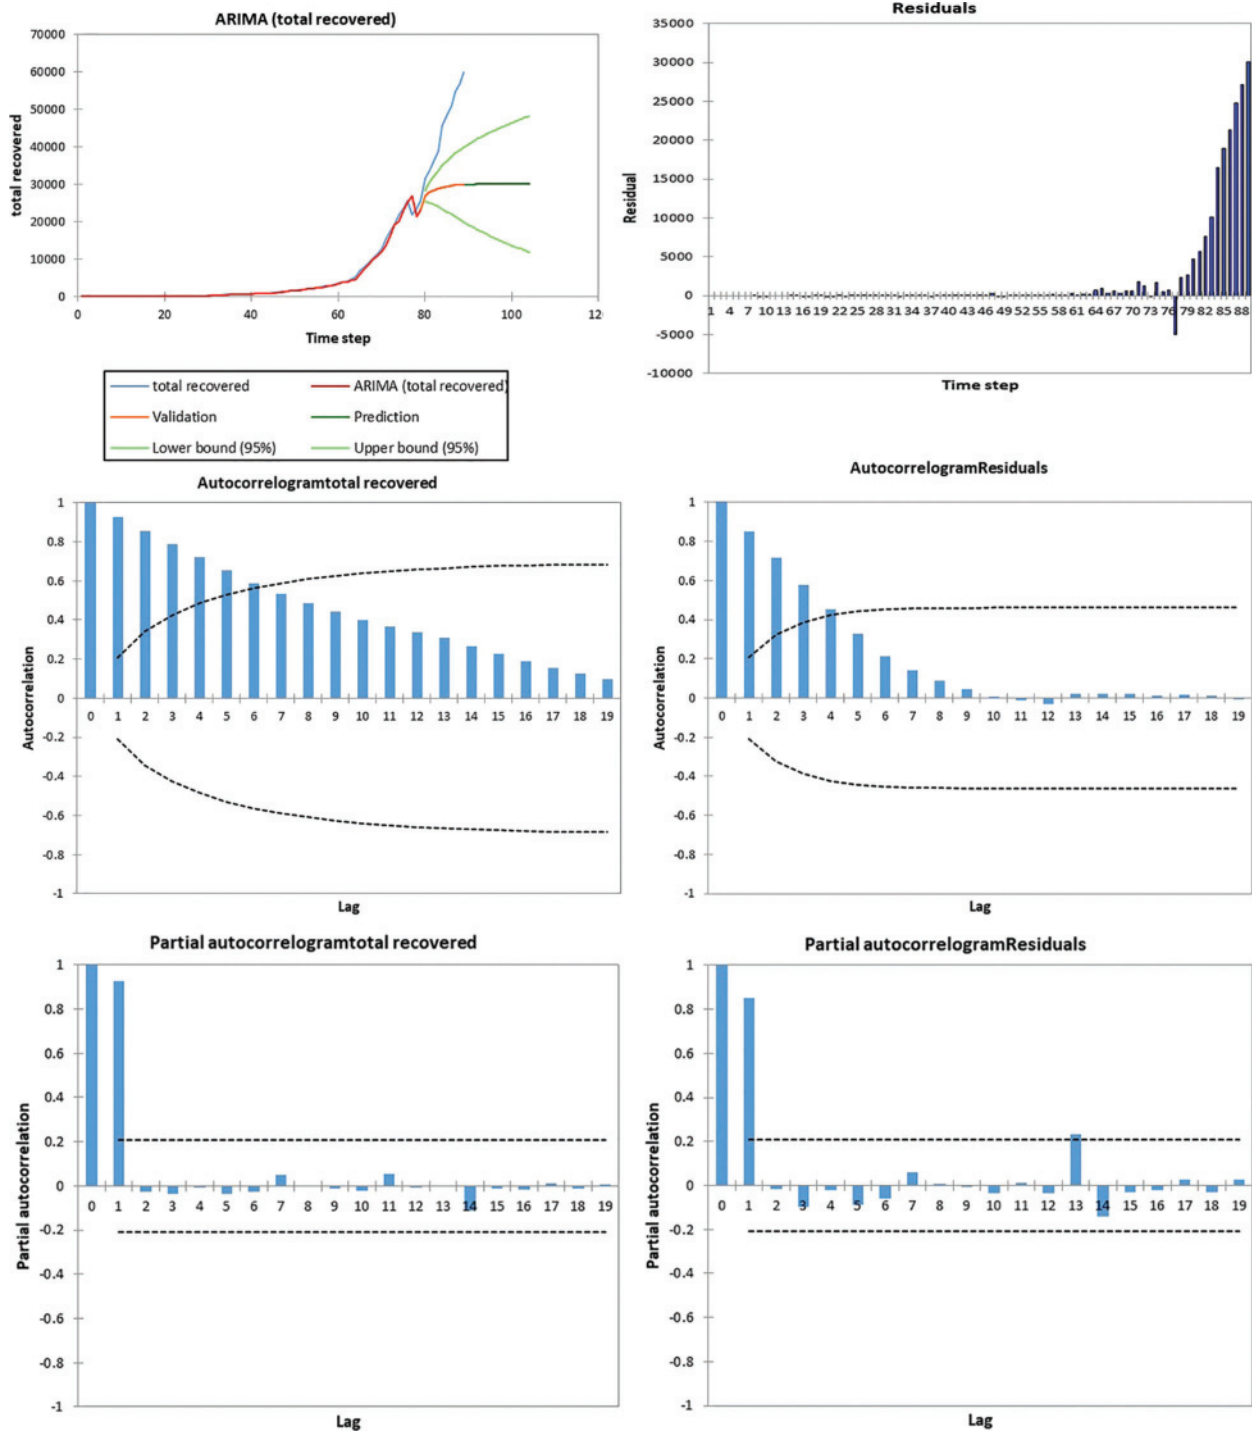 ARIMA (total recovered)
70000
60000
50000
40000
30000
20000
10000
0
total recovered
0 20 40 60 80 100 12
Time step
total recovered ARIMA (total recovered)
Validation Prediction
Lower bound (95%) Upper bound (95%)
Residuals
35000
30000
25000
20000
15000
10000
5000
0
-5000
-10000
Residual
1 4 7 10 13 16 19 22 25 28 31 34 37 40 43 46 49 52 55 58 61 64 67 70 73 76 79 82 85 88
Time step
Autocorrelogramtotal recovered
1
0.8
0.6
0.4
0.2
0
-0.2
-0.4
-0.6
-0.8
-1
Autocorrelation
0 1 2 3 4 5 6 7 8 9 10 11 12 13 14 15 16 17 18 19
Lag
AutocorrelogramResiduals
1
0.8
0.6
0.4
0.2
0
-0.2
-0.4
-0.6
-0.8
-1
Autocorrelation
0 1 2 3 4 5 6 7 8 9 10 11 12 13 14 15 16 17 18 19
Lag
Partial autocorrelogramtotal recovered
1
0.8
0.6
0.4
0.2
0
-0.2
-0.4
-0.6
-0.8
-1
Partial autocorrelation
0 1 2 3 4 5 6 7 8 9 10 11 12 13 14 15 16 17 18 19
Lag
Partial autocorrelogramResiduals
1
0.8
0.6
0.4
0.2
0
-0.2
-0.4
-0.6
-0.8
-1
Partial autocorrelation
0 1 2 3 4 5 6 7 8 9 10 11 12 13 14 15 16 17 18 19
Lag